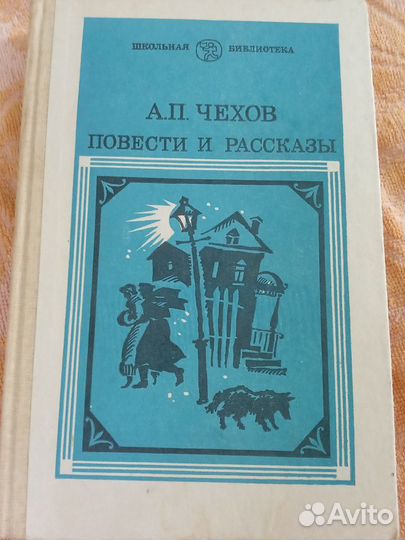 ШКОЛЬНАЯ БИБЛИОТЕКА
А.П. ЧЕХОВ
ПОВЕСТИ И РАССКАЗЫ
Avito